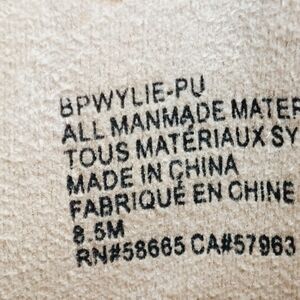 BPWYLIE-PU
ALL MANMADE MATER
TOUS MATÉRIAUX SY
MADE IN CHINA
FABRIQUÉ EN CHINE
8.5M
RN#58665 CA#57963